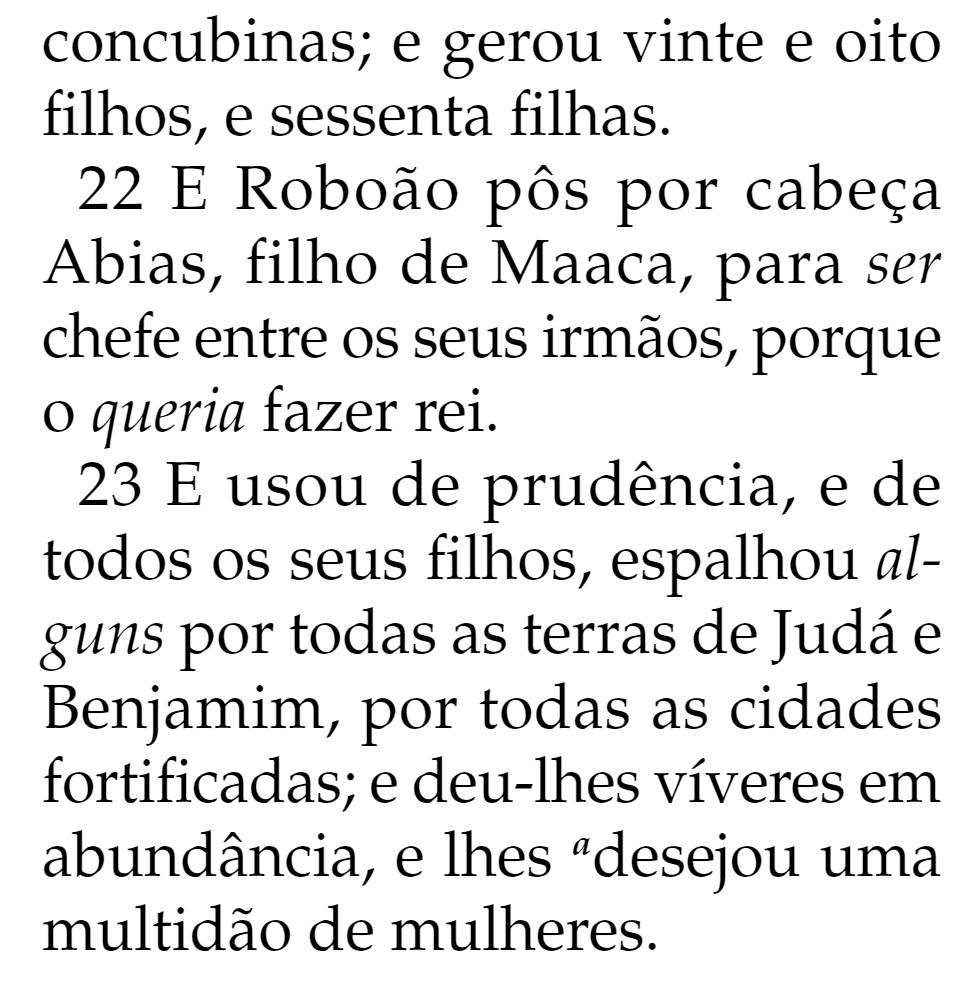 concubinas; e gerou vinte e oito
filhos, e sessenta filhas.
22 E Roboão pôs por cabeça
Abias, filho de Maaca, para ser
chefe entre os seus irmãos, porque
o queria fazer rei.
23 E usou de prudência, e de
todos os seus filhos, espalhou al-
guns por todas as terras de Judá e
Benjamim, por todas as cidades
fortificadas; e deu-lhes víveres em
abundância, e lhes ᵃdesejou uma
multidão de mulheres.